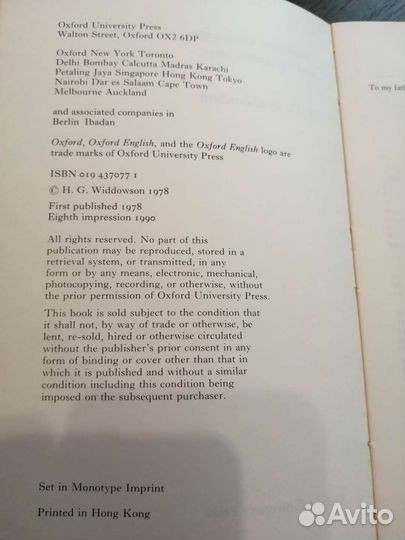 Oxford University Press
Walton Street, Oxford OX2 6DP
Oxford New York Toronto
Delhi Bombay Calcutta Madras Karachi
Petaling Jaya Singapore Hong Kong Tokyo
Nairobi Dar es Salaam Cape Town
Melbourne Auckland
and associated companies in
Berlin Ibadan
Oxford, Oxford English, and the Oxford English logo are
trade marks of Oxford University Press
ISBN 019 437077 1
© H. G. Widdowson 1978
First published 1978
Eighth impression 1990
All rights reserved. No part of this
publication may be reproduced, stored in a
retrieval system, or transmitted, in any
form or by any means, electronic, mechanical,
photocopying, recording, or otherwise, without
the prior permission of Oxford University Press.
This book is sold subject to the condition that
it shall not, by way of trade or otherwise, be
lent, re-sold, hired or otherwise circulated
without the publisher's prior consent in any
form of binding or cover other than that in
which it is published and without a similar
condition including this condition being
imposed on the subsequent purchaser.
Set in Monotype Imprint
Printed in Hong Kong
To my fath
Avito